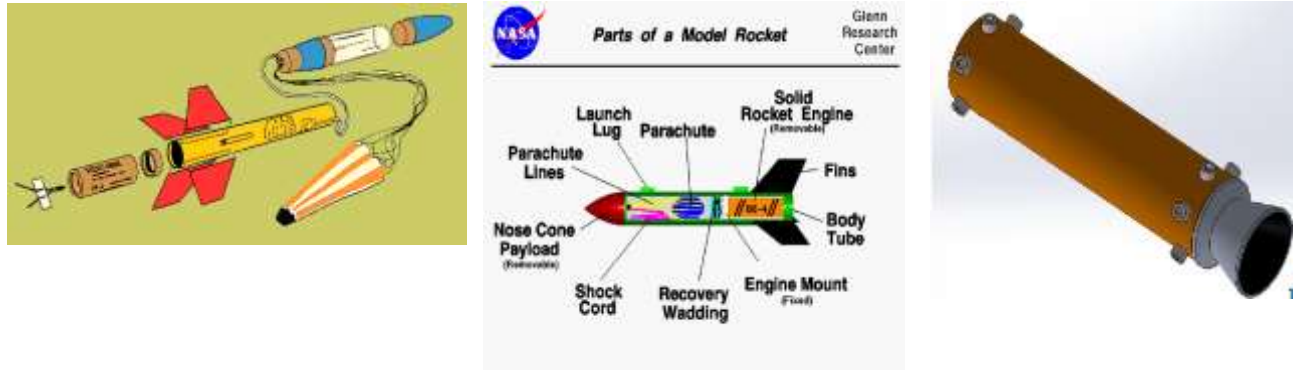 NASA
Parts of a Model Rocket
Glenn
Research
Center
Solid
Rocket Engine
(Removable)
Launch
Lug
Parachute
Parachute
Lines
Fins
Nose Cone
Payload
(Removable)
Body
Tube
Shock
Cord
Recovery
Wadding
Engine Mount
(Fixed)